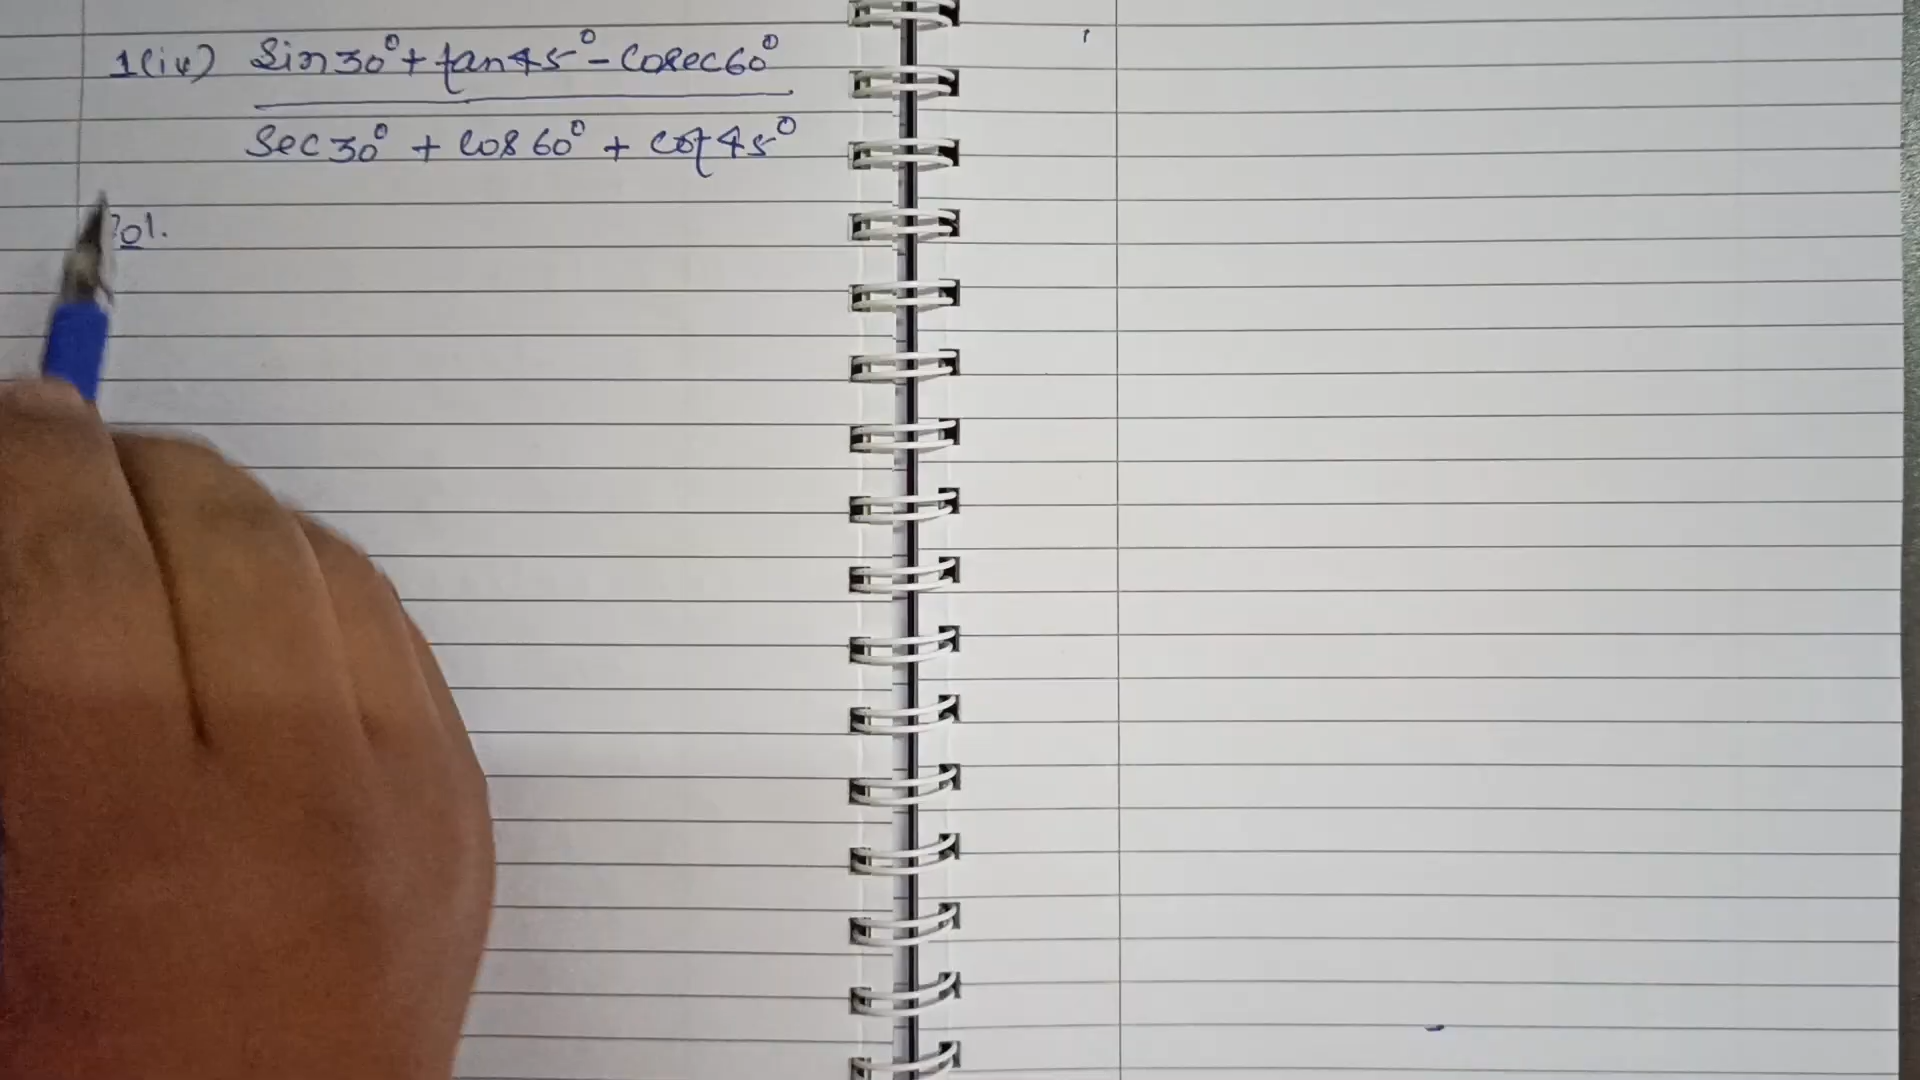 1(iv) Sin30° + tan45° - Cosec60°
Sec30° + Cos60° + Cot45°
Sol.